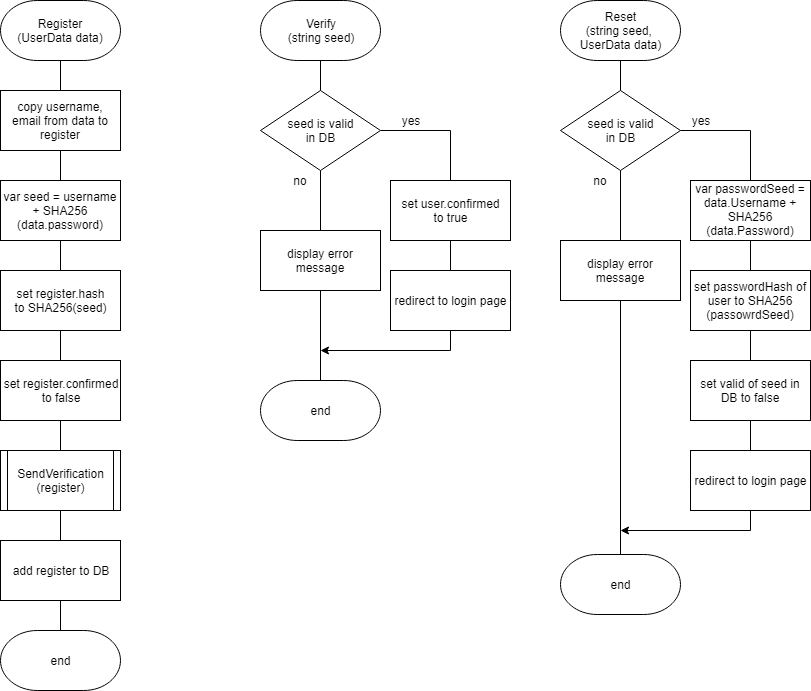 Register
(UserData data)
copy username,
email from data to
register
var seed = username
+ SHA256
(data.password)
set register.hash
to SHA256(seed)
set register.confirmed
to false
SendVerification
(register)
add register to DB
end
Verify
(string seed)
seed is valid
in DB
yes
no
set user.confirmed
to true
display error
message
redirect to login page
end
Reset
(string seed,
UserData data)
seed is valid
in DB
yes
no
var passwordSeed =
data.Username +
SHA256
(data.Password)
display error
message
set passwordHash of
user to SHA256
(passowrdSeed)
set valid of seed in
DB to false
redirect to login page
end